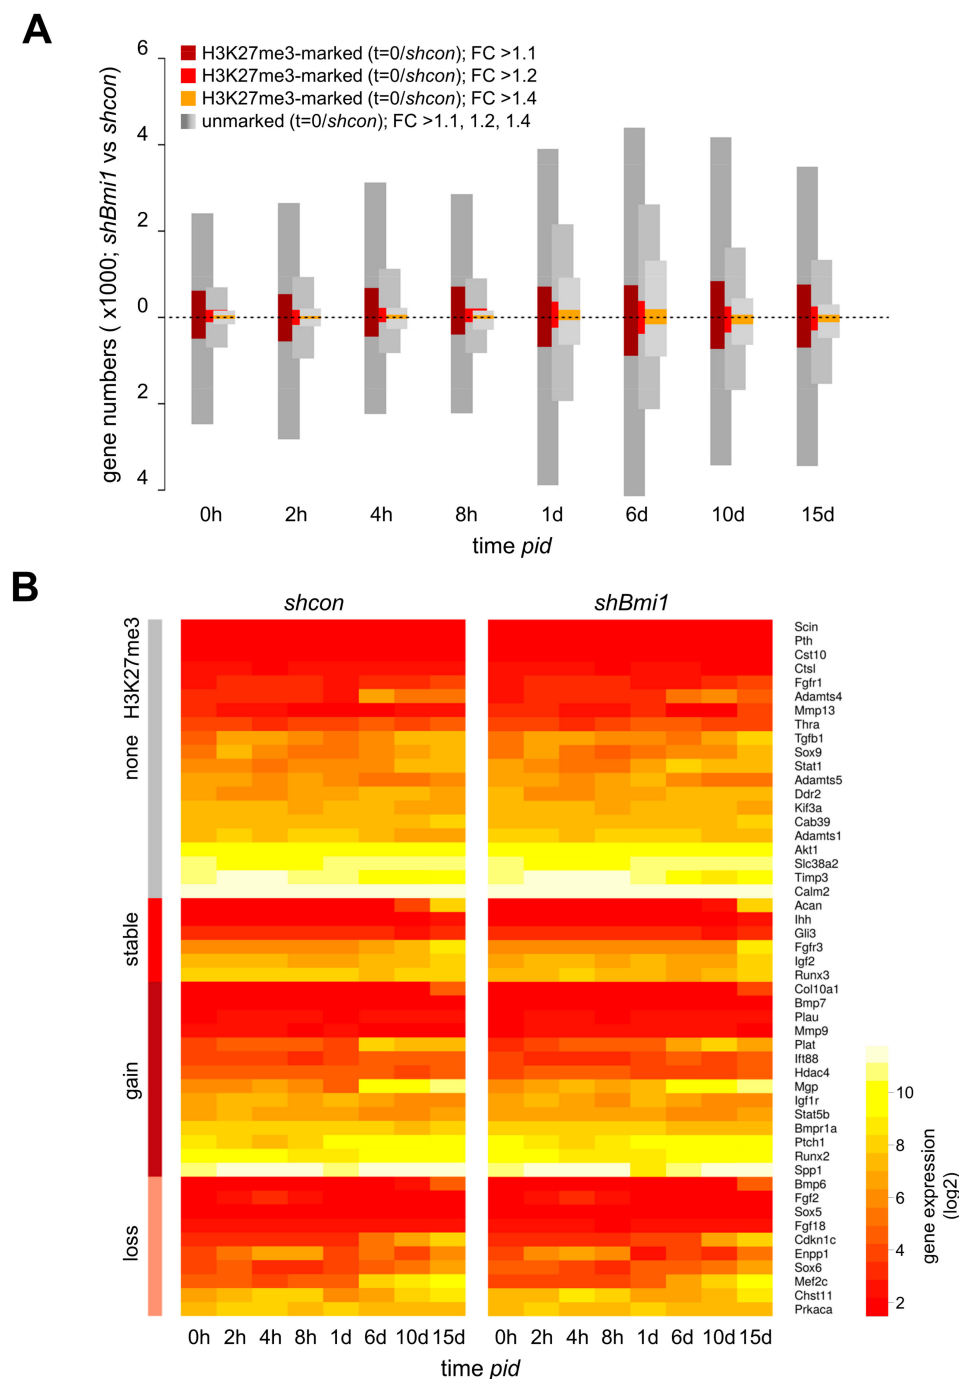 A
H3K27me3-marked (t=0/shcon); FC >1.1
H3K27me3-marked (t=0/shcon); FC >1.2
H3K27me3-marked (t=0/shcon); FC >1.4
unmarked (t=0/shcon); FC >1.1, 1.2, 1.4
gene numbers ( x1000; shBmi1 vs shcon)
6
4
2
0
2
4
0h 2h 4h 8h 1d 6d 10d 15d
time pid
B
shcon shBmi1
H3K27me3
none
stable
gain
loss
Scin
Pth
Cst10
Ctsl
Fgfr1
Adamts4
Mmp13
Thra
Tgfb1
Sox9
Stat1
Adamts5
Ddr2
Kif3a
Cab39
Adamts1
Akt1
Slc38a2
Timp3
Calm2
Acan
Ihh
Gli3
Fgfr3
Igf2
Runx3
Col10a1
Bmp7
Plau
Mmp9
Plat
Ift88
Hdac4
Mgp
Igf1r
Stat5b
Bmpr1a
Ptch1
Runx2
Spp1
Bmp6
Fgf2
Sox5
Fgf18
Cdkn1c
Enpp1
Sox6
Mef2c
Chst11
Prkaca
10
8
6
4
2
gene expression
(log2)
0h 2h 4h 8h 1d 6d 10d 15d 0h 2h 4h 8h 1d 6d 10d 15d
time pid